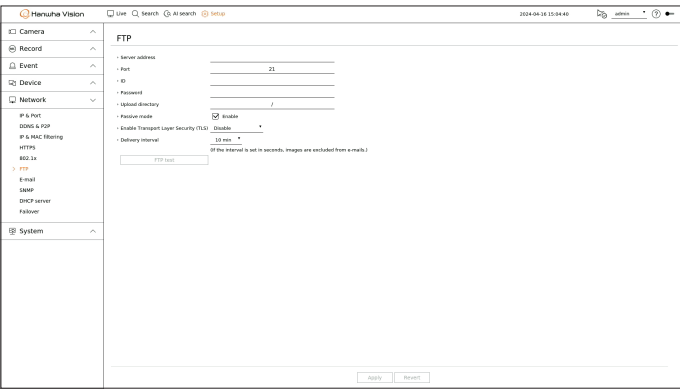 Hanwha Vision
Live Search AI search Setup
2024-04-16 15:04:40
admin
?
Camera
Record
Event
Device
Network
IP & Port
DDNS & P2P
IP & MAC filtering
HTTPS
802.1x
FTP
E-mail
SNMP
DHCP server
Failover
System
FTP
Server address
Port 21
ID
Password
Upload directory /
Passive mode Enable
Enable Transport Layer Security (TLS) Disable
Delivery interval 10 min
(If the interval is set in seconds, images are excluded from e-mails.)
FTP test
Apply Revert